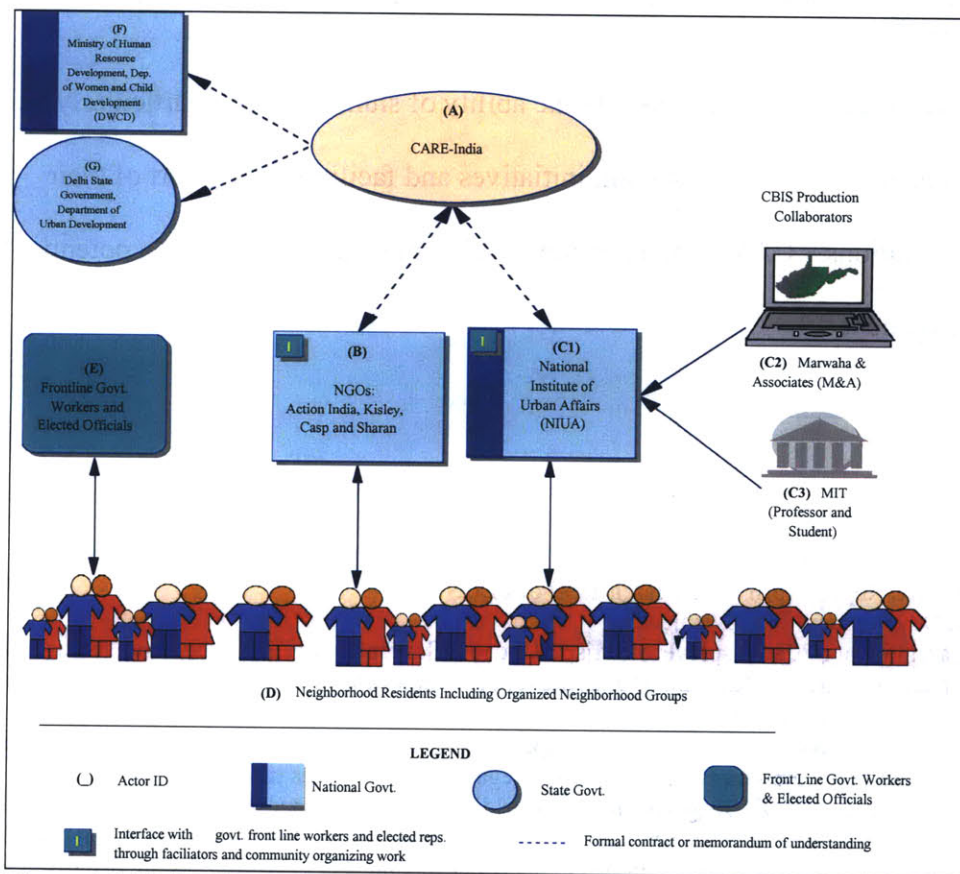 (F)
Ministry of Human
Resource
Development, Dep.
of Women and Child
Development
(DWCD)
(G)
Delhi State
Government,
Department of
Urban Development
(A)
CARE-India
CBIS Production
Collaborators
(E)
Frontline Govt.
Workers and
Elected Officials
I
(B)
NGOs:
Action India, Kisley,
Casp and Sharan
I
(C1)
National
Institute of
Urban Affairs
(NIUA)
(C2) Marwaha &
Associates (M&A)
(C3) MIT
(Professor and
Student)
(D) Neighborhood Residents Including Organized Neighborhood Groups
LEGEND
() Actor ID
National Govt.
State Govt.
Front Line Govt. Workers
& Elected Officials
I Interface with govt. front line workers and elected reps.
through faciliators and community organizing work
Formal contract or memorandum of understanding